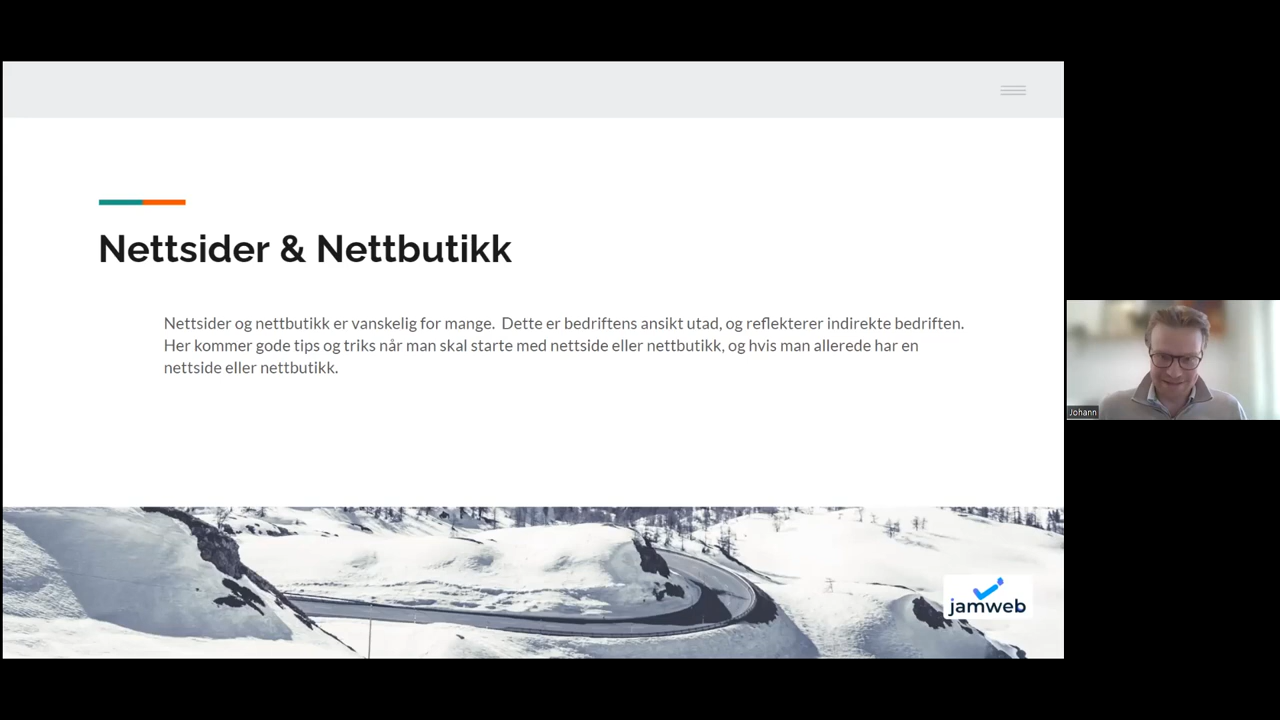 Nettsider & Nettbutikk
Nettsider og nettbutikk er vanskelig for mange.  Dette er bedriftens ansikt utad, og reflekterer indirekte bedriften.
Her kommer gode tips og triks når man skal starte med nettside eller nettbutikk, og hvis man allerede har en
nettside eller nettbutikk.
Johann
jamweb